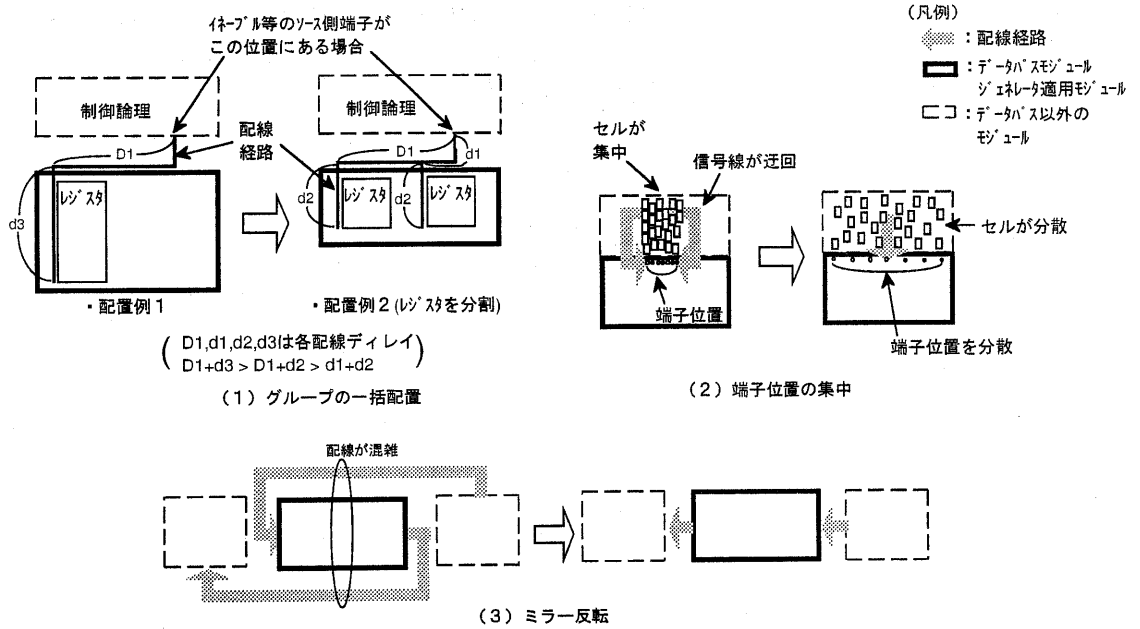 イネーブル等のソース側端子が
この位置にある場合
制御論理
制御論理
配線
経路
D1
D1
d1
レジスタ
レジスタ
レジスタ
d3
d2
d2
・配置例1
・配置例2(レジスタを分割)
D1,d1,d2,d3は各配線ディレイ
D1+d3 > D1+d2 > d1+d2
(1) グループの一括配置
(凡例)
: 配線経路
: データパスモジュール
ジェネレータ適用モジュール
: データパス以外の
モジュール
セルが
集中
信号線が迂回
端子位置
セルが分散
端子位置を分散
(2) 端子位置の集中
配線が混雑
(3) ミラー反転